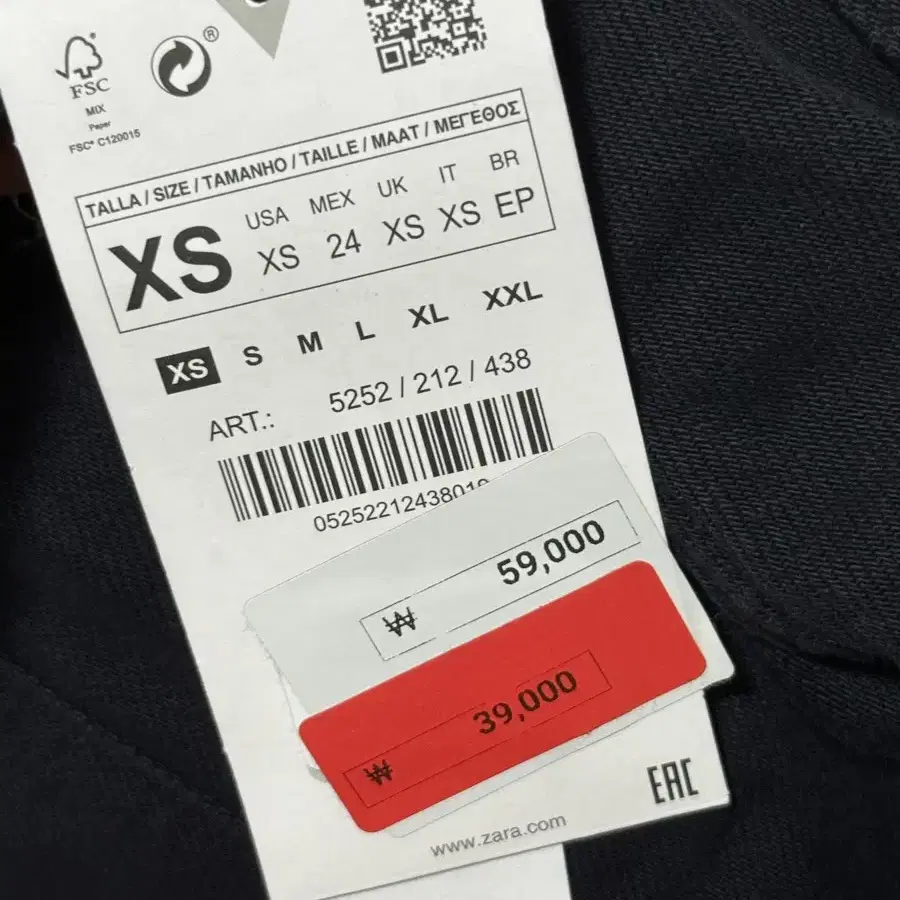 ®
FSC
MIX
Paper
FSC® C120015
TALLA / SIZE / TAMANHO / TAILLE / MAAT / ΜΕΓΕΘΟΣ
USA MEX UK IT BR
XS XS 24 XS XS EP
XS S M L XL XXL
ART.: 5252 / 212 / 438
05252212438019
₩ 59,000
₩ 39,000
EAC
www.zara.com